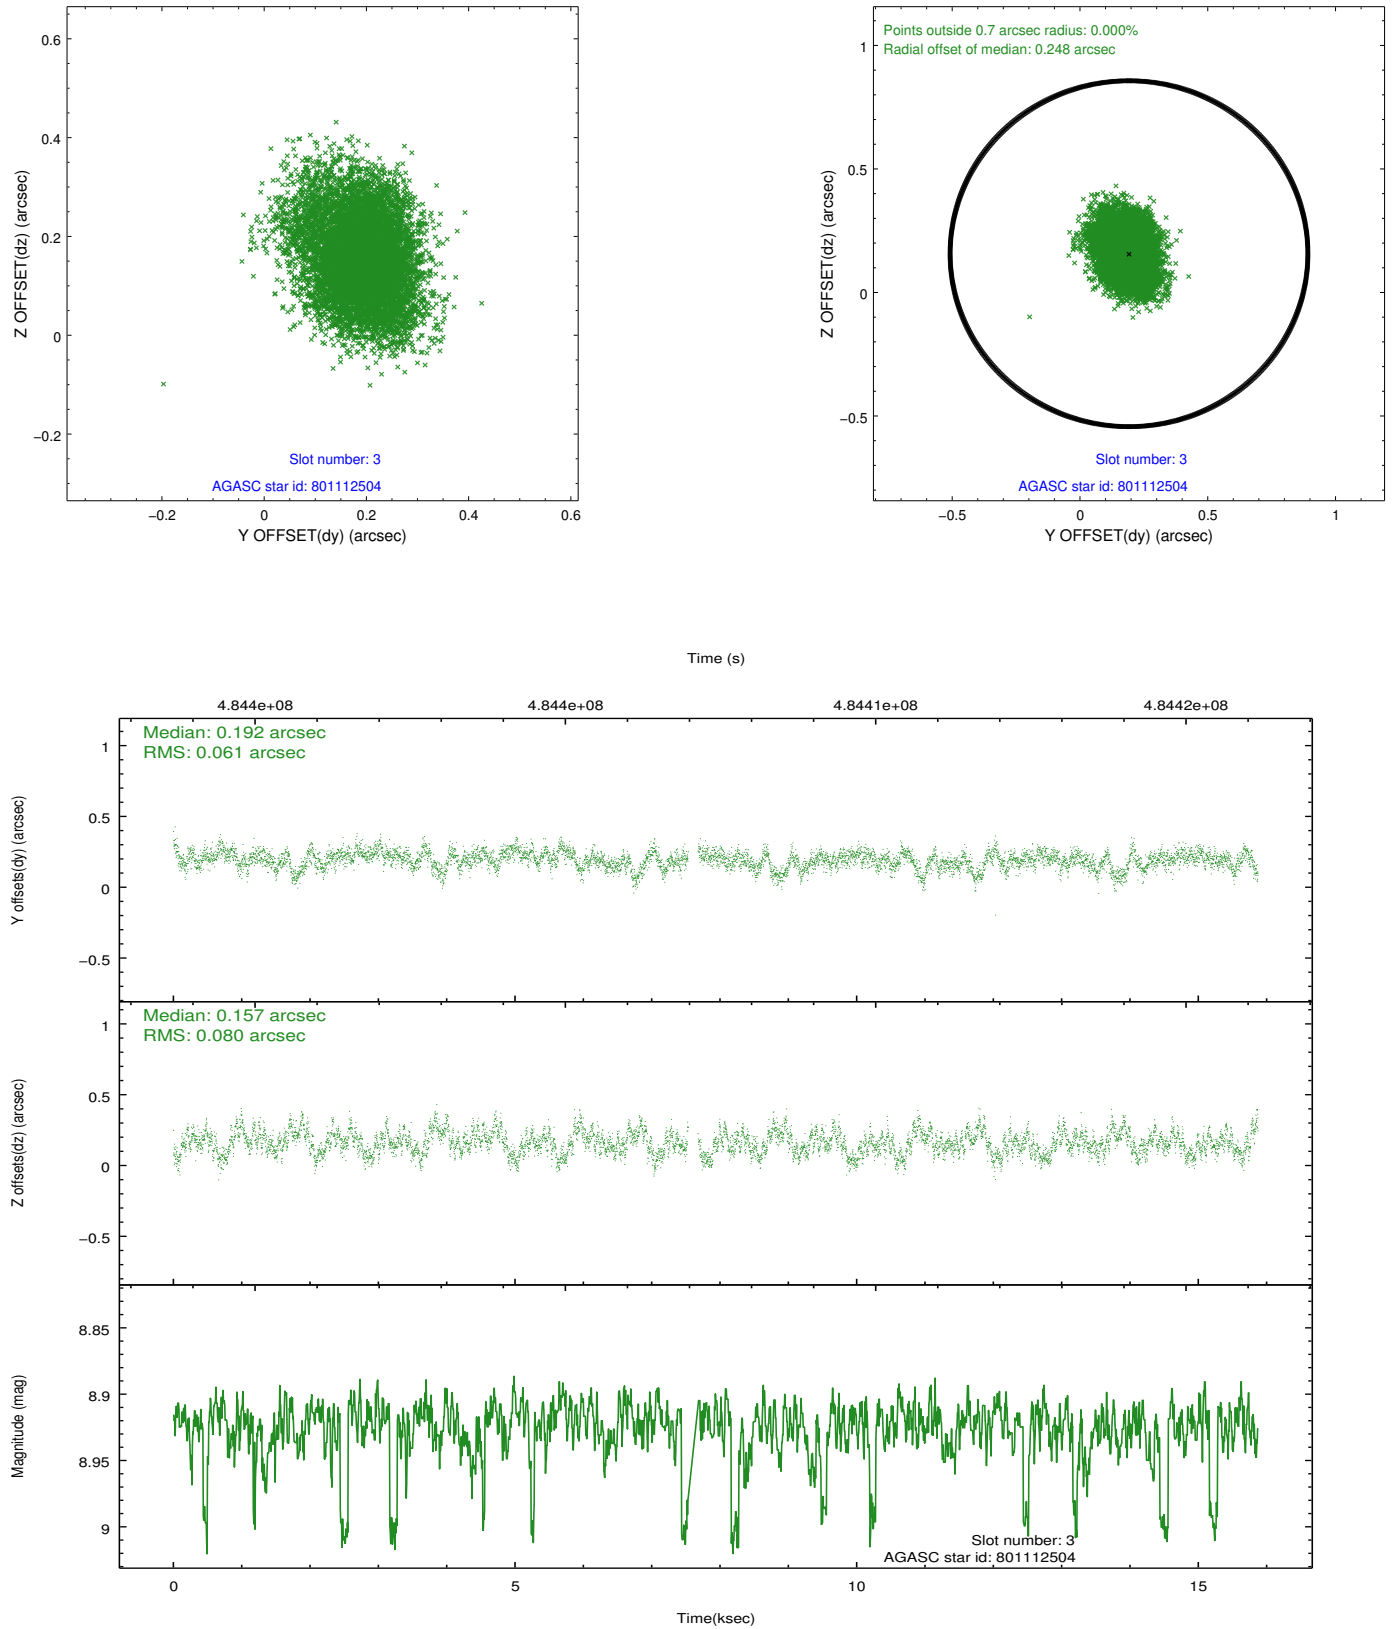 0.6
0.4
0.2
0
−0.2
Z OFFSET(dz) (arcsec)
Slot number: 3
AGASC star id: 801112504
−0.2 0 0.2 0.4 0.6
Y OFFSET(dy) (arcsec)
Points outside 0.7 arcsec radius: 0.000%
Radial offset of median: 0.248 arcsec
1
0.5
0
−0.5
Z OFFSET(dz) (arcsec)
Slot number: 3
AGASC star id: 801112504
−0.5 0 0.5 1
Y OFFSET(dy) (arcsec)
Time (s)
4.844e+08 4.844e+08 4.8441e+08 4.8442e+08
Median: 0.192 arcsec
RMS: 0.061 arcsec
1
0.5
0
−0.5
Y offsets(dy) (arcsec)
Median: 0.157 arcsec
RMS: 0.080 arcsec
1
0.5
0
−0.5
Z offsets(dz) (arcsec)
8.85
8.9
8.95
9
Magnitude (mag)
Slot number: 3
AGASC star id: 801112504
0 5 10 15
Time(ksec)